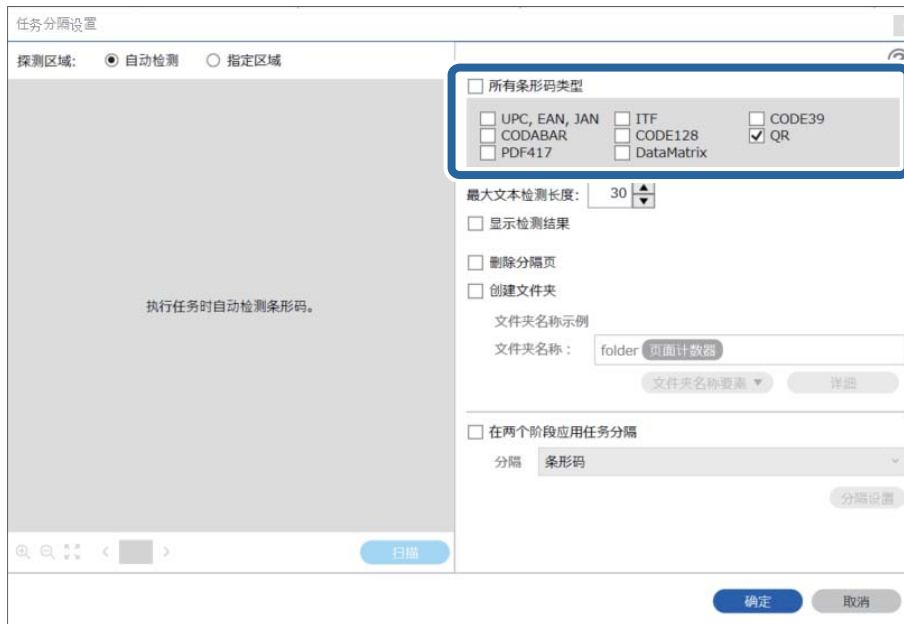 任务分隔设置
探测区域: 自动检测 指定区域
所有条形码类型
UPC, EAN, JAN ITF CODE39
CODABAR CODE128 QR
PDF417 DataMatrix
最大文本检测长度: 30
显示检测结果
删除分隔页
创建文件夹
执行任务时自动检测条形码。
文件夹名称示例
文件夹名称： folder 页面计数器
文件夹名称要素 详细
在两个阶段应用任务分隔
分隔 条形码
分隔设置
扫描
确定 取消